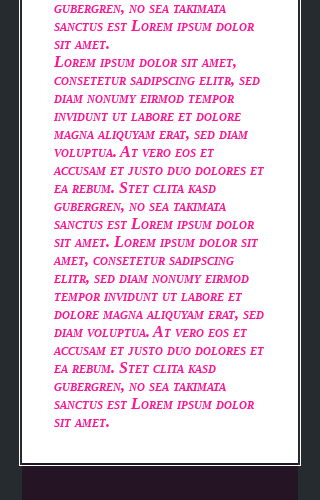 gubergren, no sea takimata
sanctus est Lorem ipsum dolor
sit amet.
Lorem ipsum dolor sit amet,
consetetur sadipscing elitr, sed
diam nonumy eirmod tempor
invidunt ut labore et dolore
magna aliquyam erat, sed diam
voluptua. At vero eos et
accusam et justo duo dolores et
ea rebum. Stet clita kasd
gubergren, no sea takimata
sanctus est Lorem ipsum dolor
sit amet. Lorem ipsum dolor sit
amet, consetetur sadipscing
elitr, sed diam nonumy eirmod
tempor invidunt ut labore et
dolore magna aliquyam erat, sed
diam voluptua. At vero eos et
accusam et justo duo dolores et
ea rebum. Stet clita kasd
gubergren, no sea takimata
sanctus est Lorem ipsum dolor
sit amet.